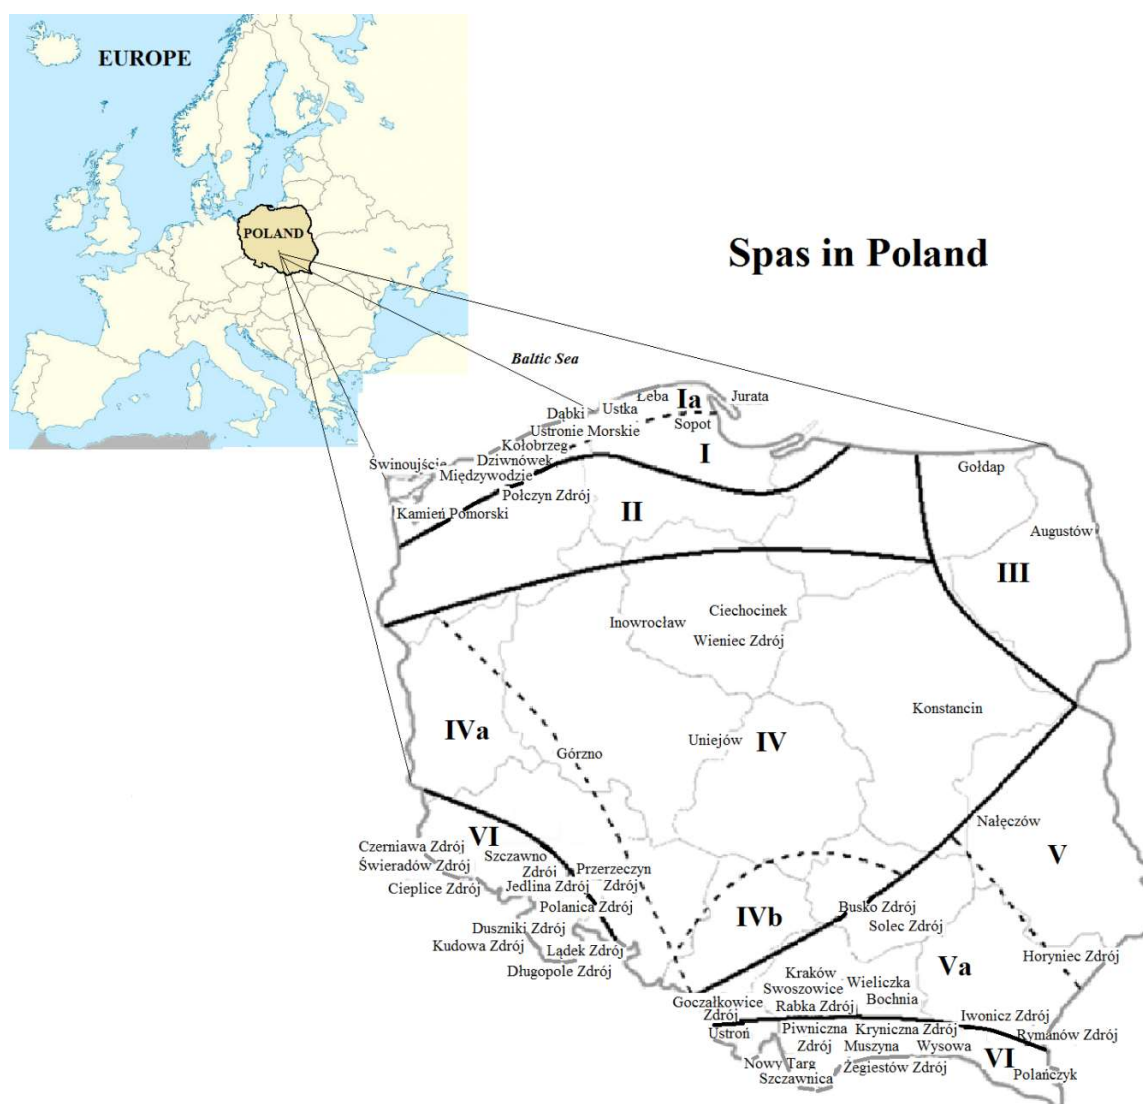 EUROPE
POLAND
Spas in Poland
Baltic Sea
Łeba
Ia
Jurata
Dąbki
Ustka
Sopot
Ustronie Morskie
Kołobrzeg
I
Dziwnówek
Świnoujście
Międzywodzie
Gołdap
Połczyn Zdrój
Kamień Pomorski
II
Augustów
III
Ciechocinek
Inowrocław
Wieniec Zdrój
Konstancin
IVa
Uniejów
IV
Górzno
Nałęczów
VI
V
Czerniawa Zdrój
Szczawno
Zdrój
Świeradów Zdrój
Przerzeczyn
Zdrój
Cieplice Zdrój
Jedlina Zdrój
Polanica Zdrój
IVb
Busko Zdrój
Solec Zdrój
Duszniki Zdrój
Kudowa Zdrój
Lądek Zdrój
Długopole Zdrój
Horyniec Zdrój
Va
Kraków
Swoszowice
Wieliczka
Bochnia
Goczałkowice
Zdrój
Rabka Zdrój
Iwonicz Zdrój
Ustroń
Piwniczna
Zdrój
Kryniczna Zdrój
Rymanów Zdrój
Muszyna
Wysowa
VI
Nowy Targ
Szczawnica
Żegiestów Zdrój
Polańczyk